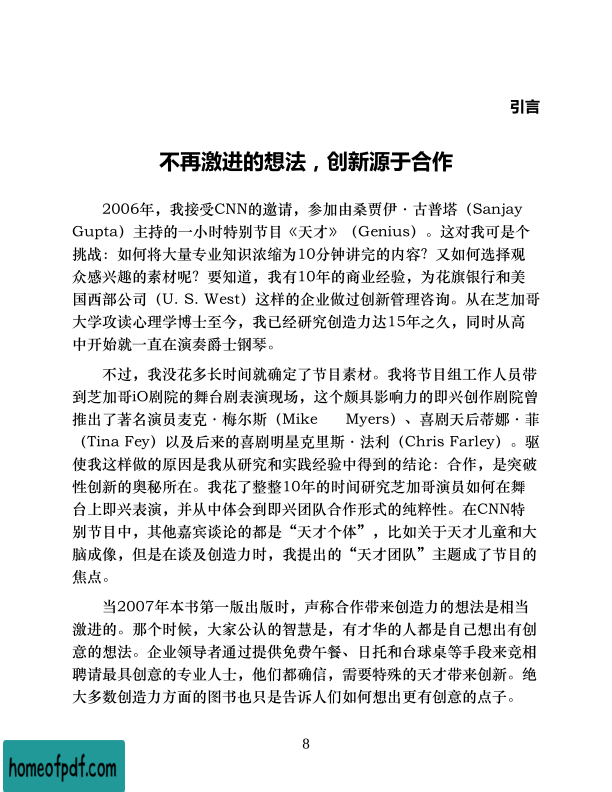 引言
不再激进的想法，创新源于合作
2006年，我接受CNN的邀请，参加由桑贾伊·古普塔（Sanjay
Gupta）主持的一小时特别节目《天才》（Genius）。这对我可是个
挑战：如何将大量专业知识浓缩为10分钟讲完的内容？又如何选择观
众感兴趣的素材呢？要知道，我有10年的商业经验，为花旗银行和美
国西部公司（U. S. West）这样的企业做过创新管理咨询。从在芝加哥
大学攻读心理学博士至今，我已经研究创造力达15年之久，同时从高
中开始就一直在演奏爵士钢琴。
不过，我没花多长时间就确定了节目素材。我将节目组工作人员带
到芝加哥iO剧院的舞台剧表演现场，这个颇具影响力的即兴创作剧院曾
推出了著名演员麦克·梅尔斯（Mike Myers）、喜剧天后蒂娜·菲
（Tina Fey）以及后来的喜剧明星克里斯·法利（Chris Farley）。驱
使我这样做的原因是我从研究和实践经验中得到的结论：合作，是突破
性创新的奥秘所在。我花了整整10年的时间研究芝加哥演员如何在舞
台上即兴表演，并从中体会到即兴团队合作形式的纯粹性。在CNN特
别节目中，其他嘉宾谈论的都是“天才个体”，比如关于天才儿童和大
脑成像，但是在谈及创造力时，我提出的“天才团队”主题成了节目的
焦点。
当2007年本书第一版出版时，声称合作带来创造力的想法是相当
激进的。那个时候，大家公认的智慧是，有才华的人都是自己想出有创
意的想法。企业领导者通过提供免费午餐、日托和台球桌等手段来竞相
聘请最具创意的专业人士，他们都确信，需要特殊的天才带来创新。绝
大多数创造力方面的图书也只是告诉人们如何想出更有创意的点子。
8
homeofpdf.com